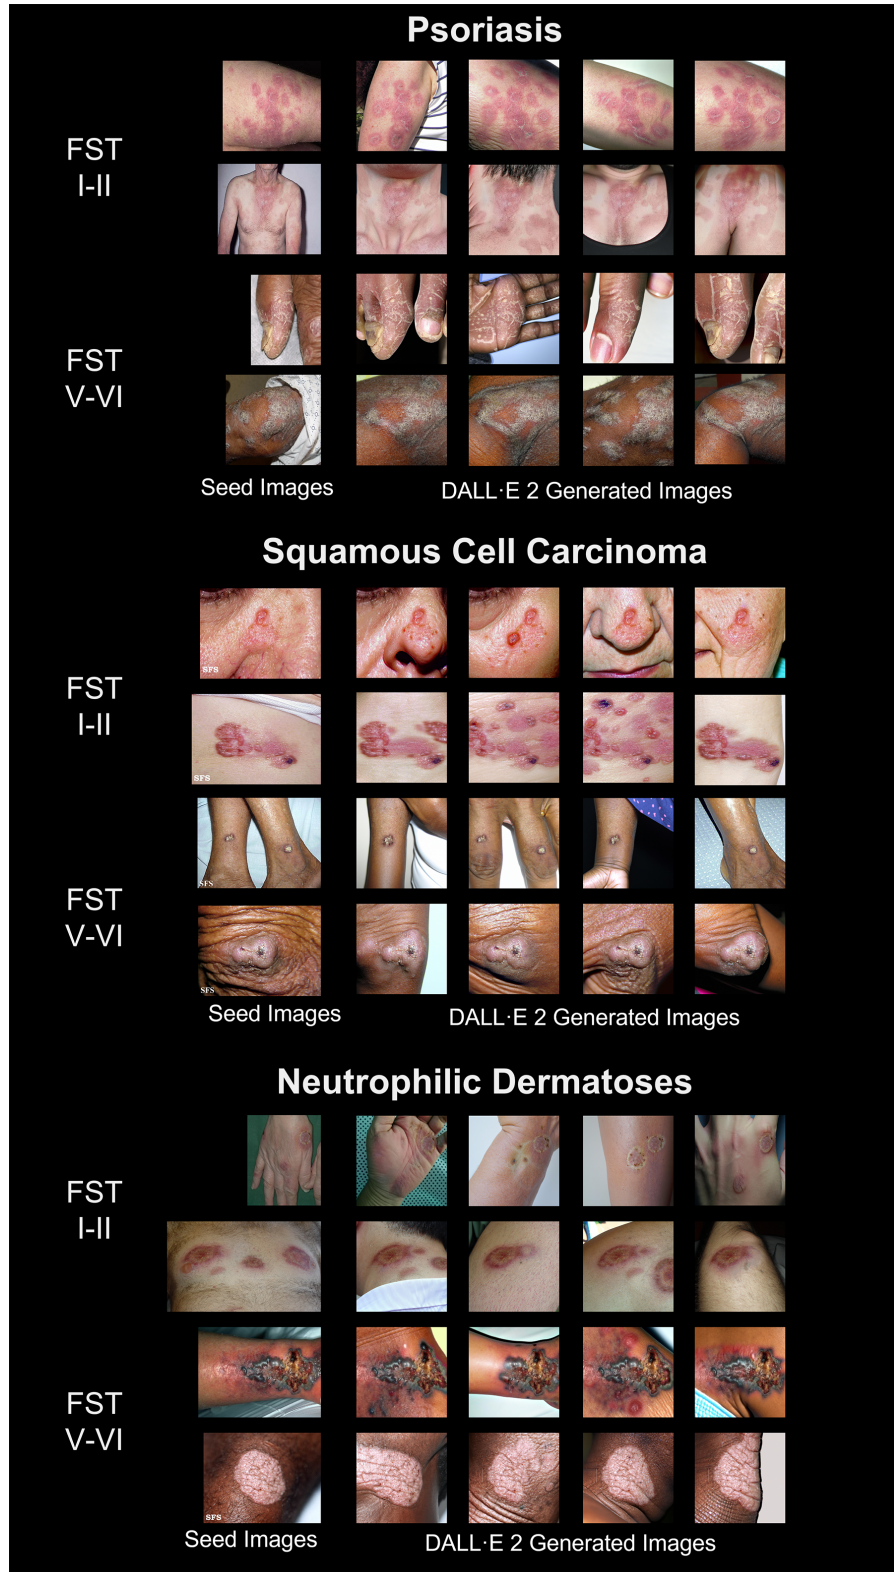 Psoriasis
FST
I-II
FST
V-VI
Seed Images
DALL·E 2 Generated Images
Squamous Cell Carcinoma
SFS
FST
I-II
SFS
SFS
FST
V-VI
SFS
Seed Images
DALL·E 2 Generated Images
Neutrophilic Dermatoses
FST
I-II
FST
V-VI
SFS
Seed Images
DALL·E 2 Generated Images